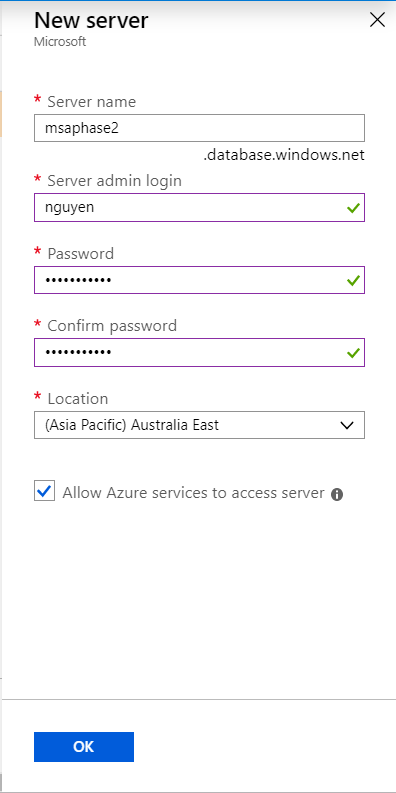 New server
Microsoft
* Server name
msaphase2
.database.windows.net
* Server admin login
nguyen
* Password
•••••••••••
* Confirm password
•••••••••••
* Location
(Asia Pacific) Australia East
Allow Azure services to access server
OK